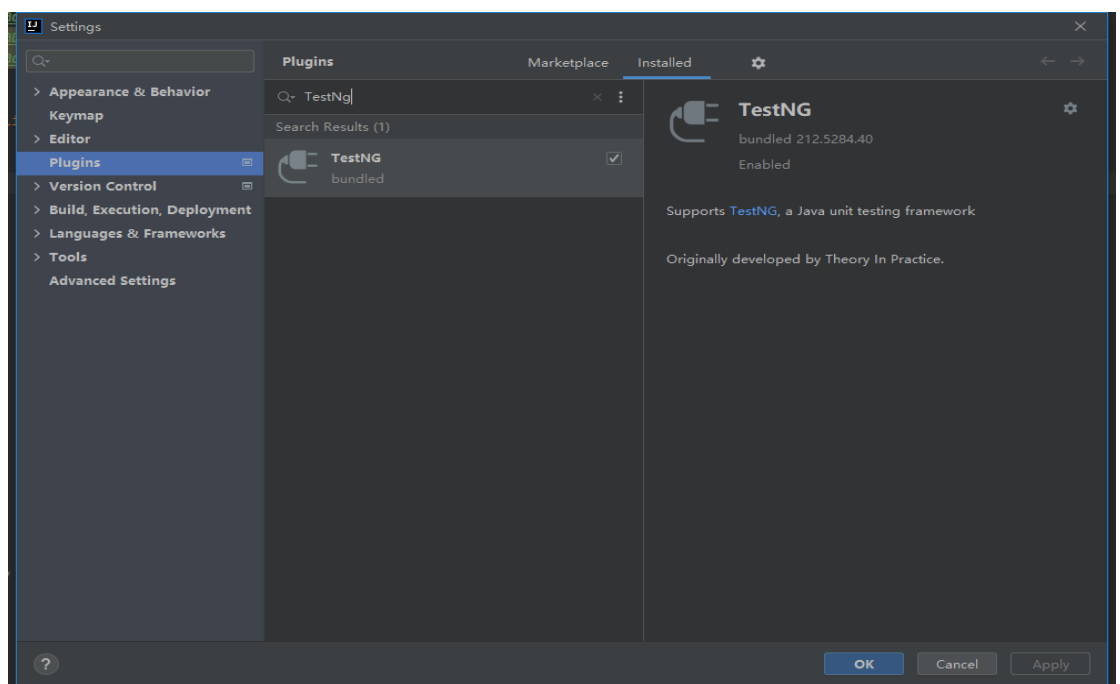 Settings
Appearance & Behavior
Keymap
Editor
Plugins
Version Control
Build, Execution, Deployment
Languages & Frameworks
Tools
Advanced Settings
Plugins
Marketplace
Installed
TestNg
Search Results (1)
TestNG
bundled
TestNG
bundled 212.5284.40
Enabled
Supports TestNG, a Java unit testing framework
Originally developed by Theory In Practice.
?
OK
Cancel
Apply